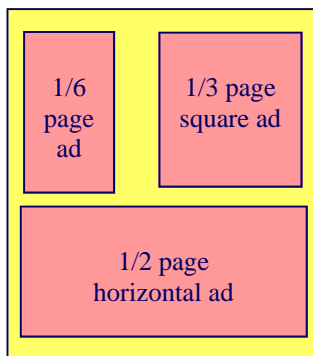 1/6
page
ad
1/3 page
square ad
1/2 page
horizontal ad